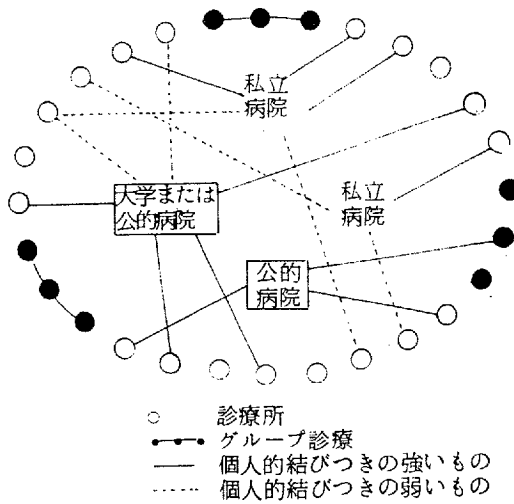 私立
病院
私立
病院
大学または
公的病院
公的
病院
診療所
グループ診療
個人的結びつきの強いもの
個人的結びつきの弱いもの